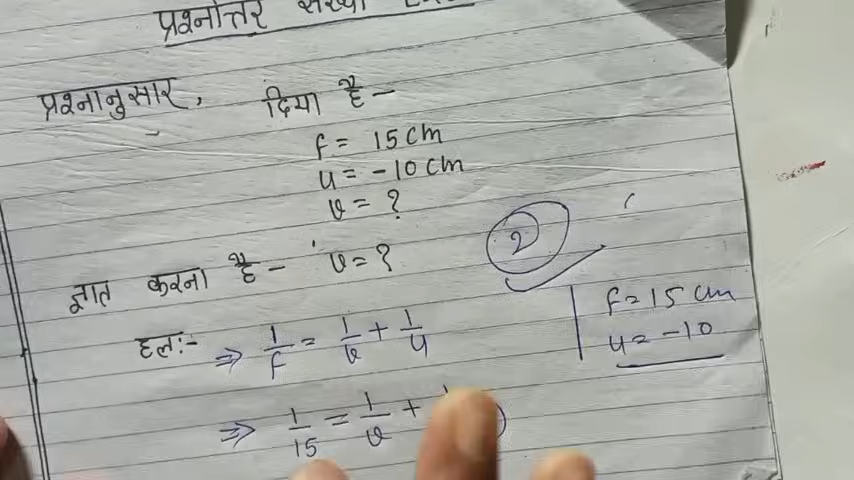 प्रश्नोत्तर संख्या
प्रश्नानुसार, दिया है –
f = 15 cm
u = -10 cm
v = ?
ज्ञात करना है – v = ?
2
f = 15 cm
u = -10
हल:- ⇒ 1/f = 1/v + 1/u
⇒ 1/15 = 1/v +